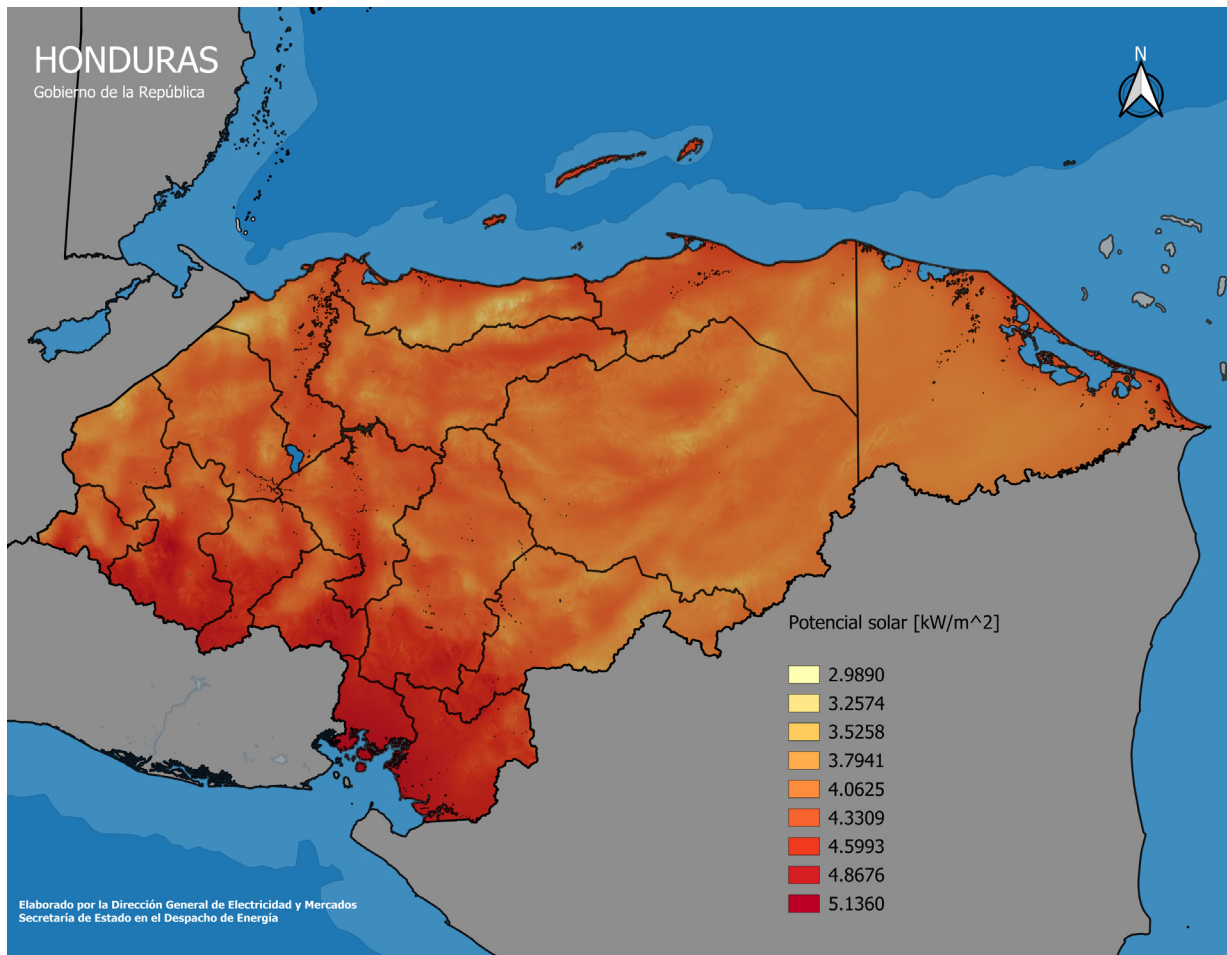 HONDURAS
Gobierno de la República
N
Potencial solar [kW/m^2]
2.9890
3.2574
3.5258
3.7941
4.0625
4.3309
4.5993
4.8676
5.1360
Elaborado por la Dirección General de Electricidad y Mercados
Secretaría de Estado en el Despacho de Energía